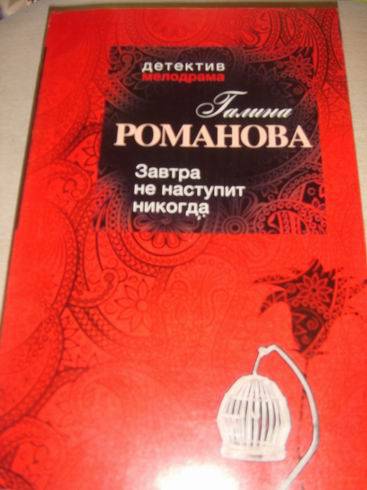 детектив
мелодрама
Галина
РОМАНОВА
Завтра
не наступит
никогда